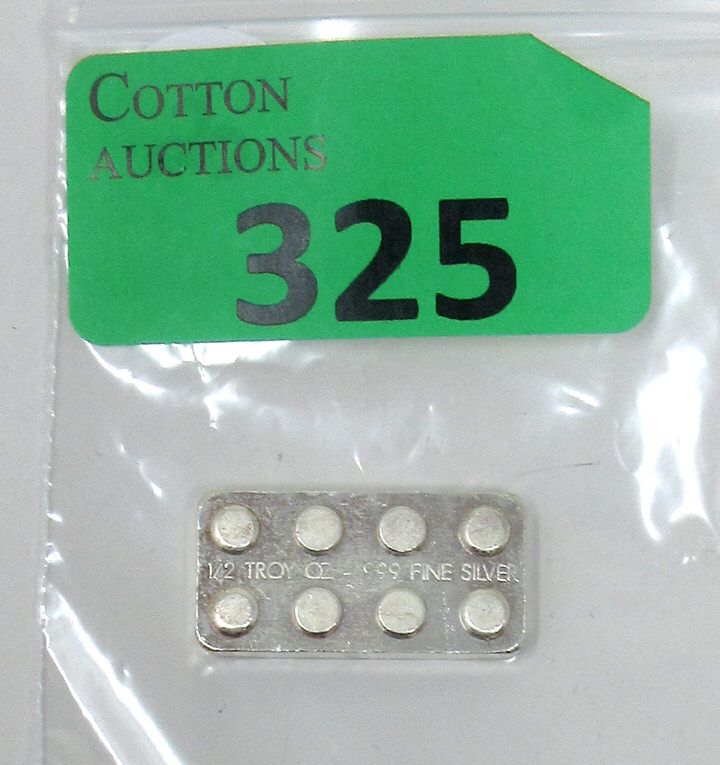 COTTON
AUCTIONS
325
1/2 TROY OZ - 999 FINE SILVER